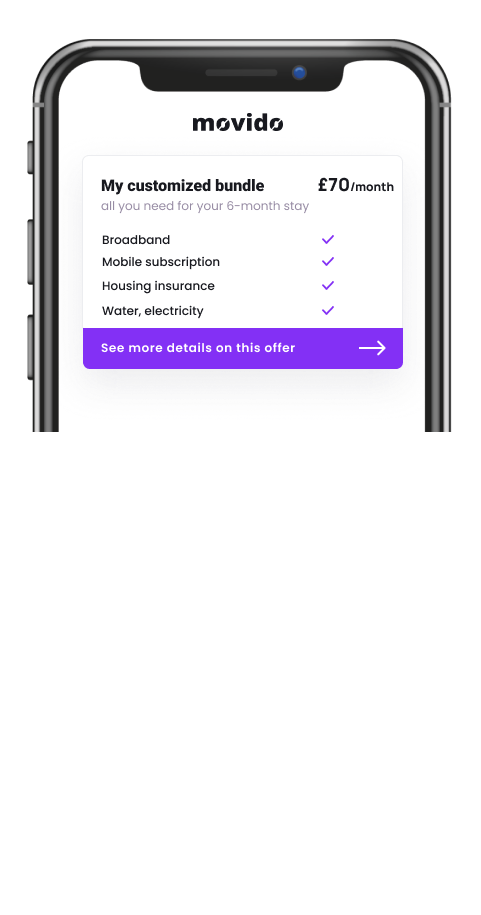 movido
My customized bundle £70/month
all you need for your 6-month stay
Broadband
Mobile subscription
Housing insurance
Water, electricity
See more details on this offer